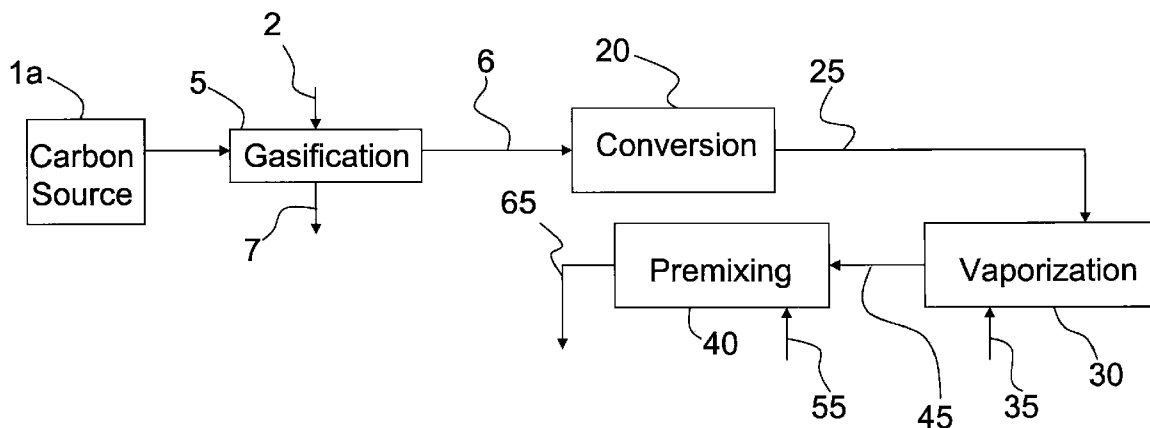 2
1a
5
6
20
25
Carbon
Source
Gasification
Conversion
7
65
Premixing
Vaporization
40
55
45
35
30